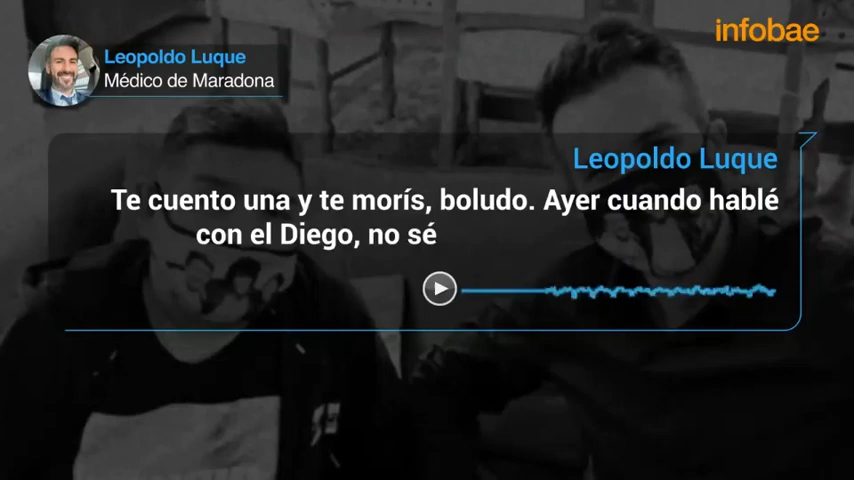 infobae
Leopoldo Luque
Médico de Maradona
Leopoldo Luque
Te cuento una y te morís, boludo. Ayer cuando hablé
con el Diego, no sé